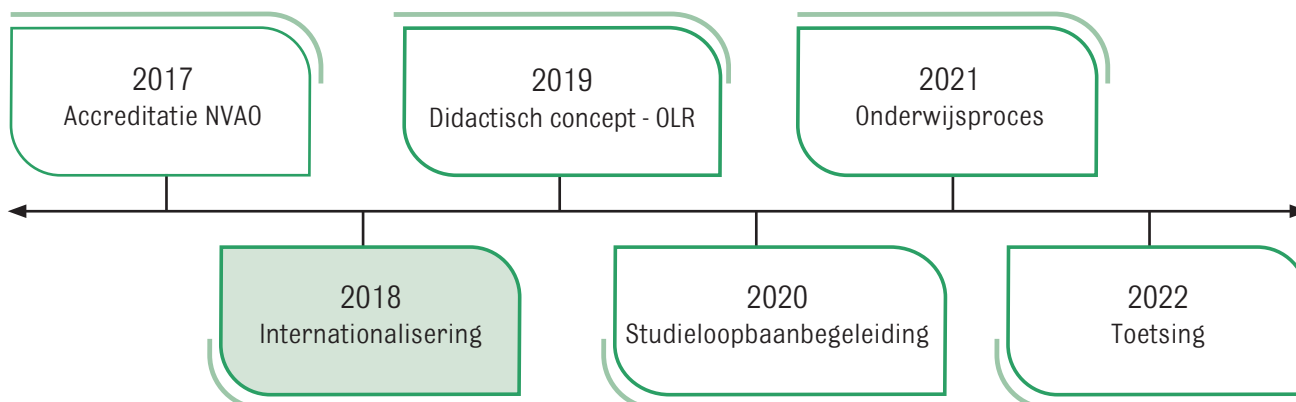 2017
Accreditatie NVAO
2019
Didactisch concept - OLR
2021
Onderwijsproces
2018
Internationalisering
2020
Studieloopbaanbegeleiding
2022
Toetsing